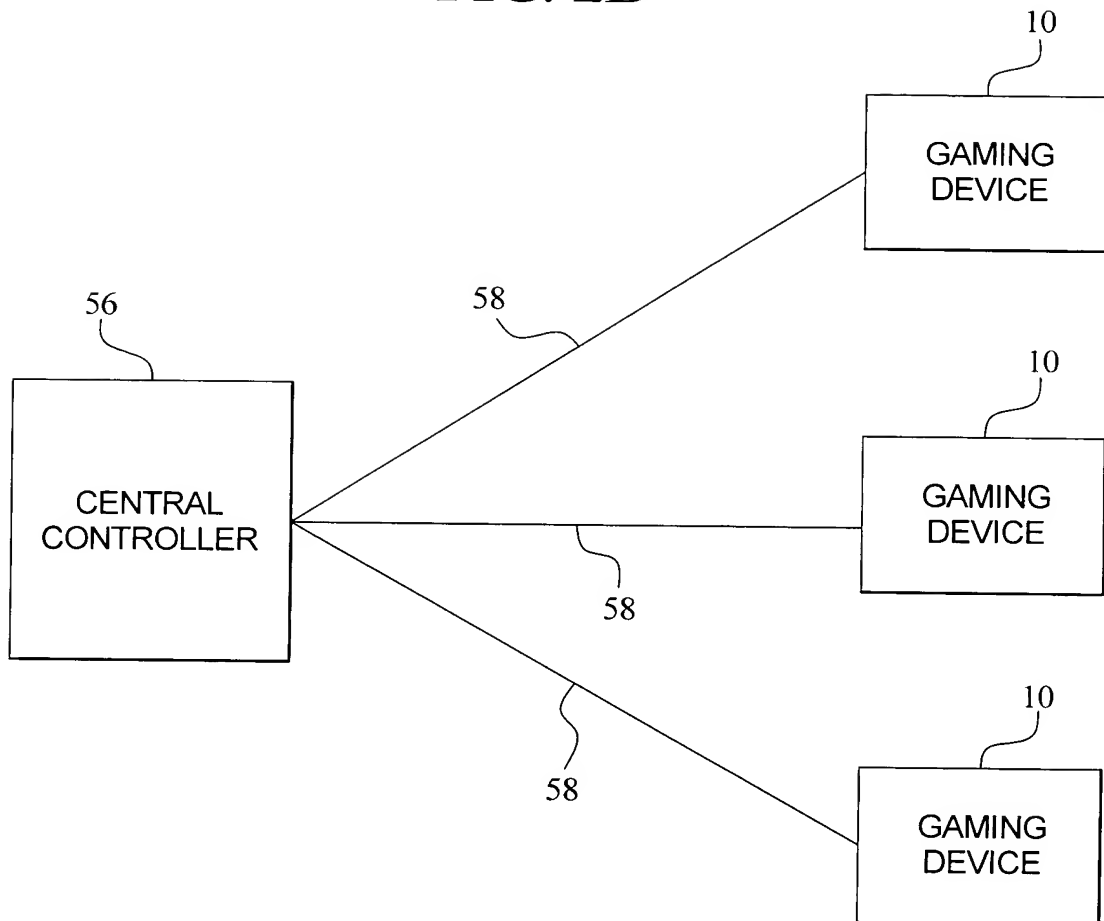 10
GAMING
DEVICE
58
56
10
CENTRAL
CONTROLLER
GAMING
DEVICE
58
10
58
GAMING
DEVICE